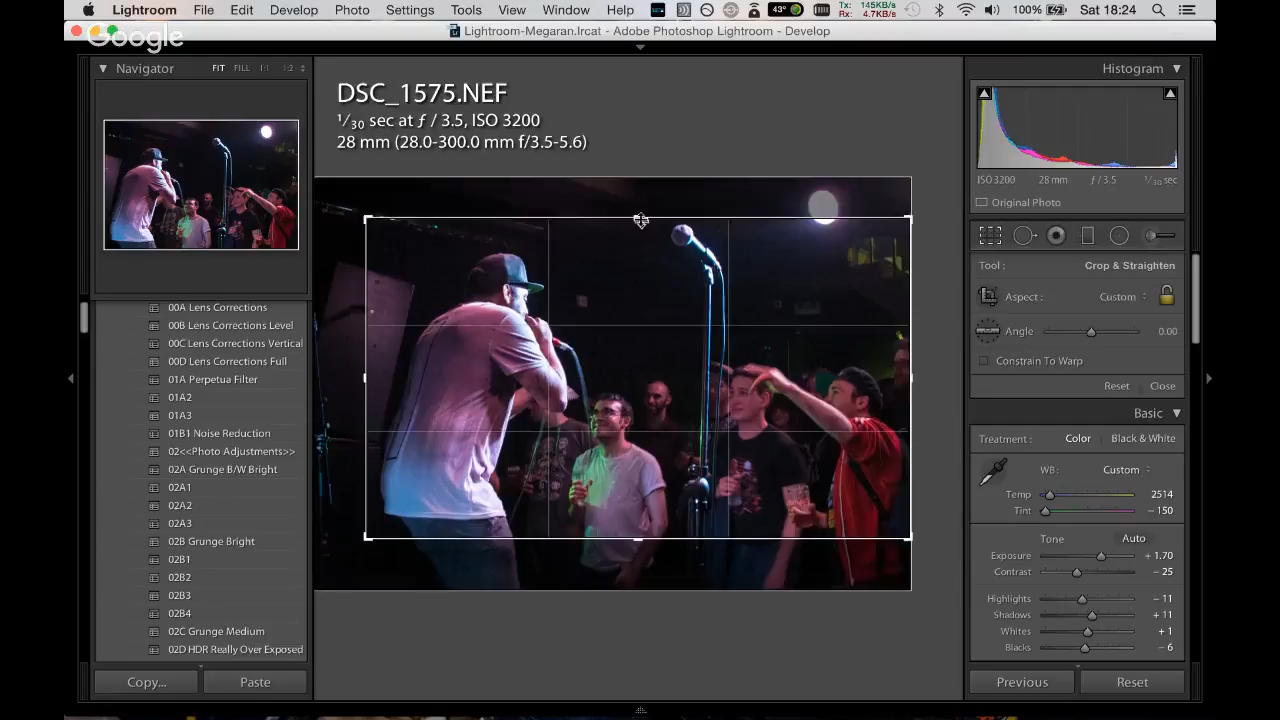 Lightroom File Edit Develop Photo Settings Tools View Window Help 43° Tx: 145KB/s Rx: 4.7KB/s 100% Sat 18:24
Google
Lightroom-Megaran.lrcat - Adobe Photoshop Lightroom - Develop
Navigator FIT FILL 1:1 1:2
DSC_1575.NEF
1/30 sec at ƒ / 3.5, ISO 3200
28 mm (28.0-300.0 mm f/3.5-5.6)
Histogram
ISO 3200 28 mm ƒ / 3.5 1/30 sec
Original Photo
Tool : Crop & Straighten
Aspect : Custom
Angle 0.00
Constrain To Warp
Reset Close
Basic
Treatment : Color Black & White
WB : Custom
Temp 2514
Tint − 150
Tone Auto
Exposure + 1.70
Contrast − 25
Highlights − 11
Shadows + 11
Whites + 1
Blacks − 6
Previous Reset
00A Lens Corrections
00B Lens Corrections Level
00C Lens Corrections Vertical
00D Lens Corrections Full
01A Perpetua Filter
01A2
01A3
01B1 Noise Reduction
02<<Photo Adjustments>>
02A Grunge B/W Bright
02A1
02A2
02A3
02B Grunge Bright
02B1
02B2
02B3
02B4
02C Grunge Medium
02D HDR Really Over Exposed
Copy... Paste